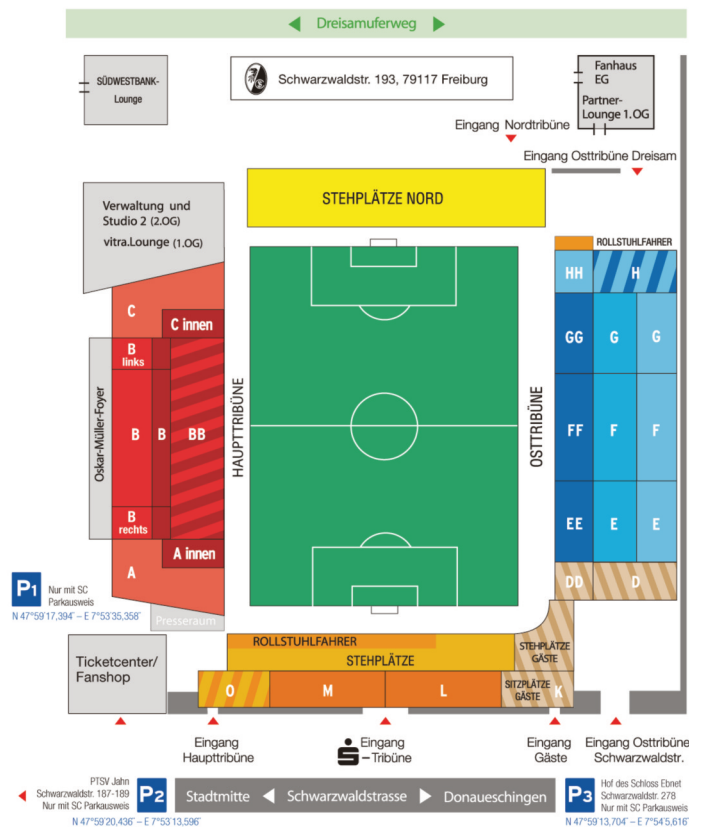 Dreisamuferweg
SÜDWESTBANK-
Lounge
Schwarzwaldstr. 193, 79117 Freiburg
Fanhaus
EG
Partner-
Lounge 1.OG
Eingang Nordtribüne
Eingang Osttribüne Dreisam
Verwaltung und
Studio 2 (2.OG)
vitra.Lounge (1.OG)
STEHPLÄTZE NORD
ROLLSTUHLFAHRER
HH
H
C
C innen
B
links
GG
G
G
Oskar-Müller-Foyer
B
B
BB
HAUPTTRIBÜNE
OSTTRIBÜNE
FF
F
F
B
rechts
EE
E
E
A innen
A
DD
D
P1
Nur mit SC
Parkausweis
N 47°59´17,394˝ – E 7°53´35,358˝
Presseraum
Ticketcenter/
Fanshop
ROLLSTUHLFAHRER
STEHPLÄTZE
STEHPLÄTZE
GÄSTE
O
M
L
SITZPLÄTZE
GÄSTE
K
Eingang
Haupttribüne
Eingang
–Tribüne
Eingang
Gäste
Eingang Osttribüne
Schwarzwaldstr.
PTSV Jahn
Schwarzwaldstr. 187-189
Nur mit SC Parkausweis
P2
N 47°59´20,436˝ – E 7°53´13,596˝
Stadtmitte
Schwarzwaldstrasse
Donaueschingen
P3
Hof des Schloss Ebnet
Schwarzwaldstr. 278
Nur mit SC Parkausweis
N 47°59´13,704˝ – E 7°54´5,616˝